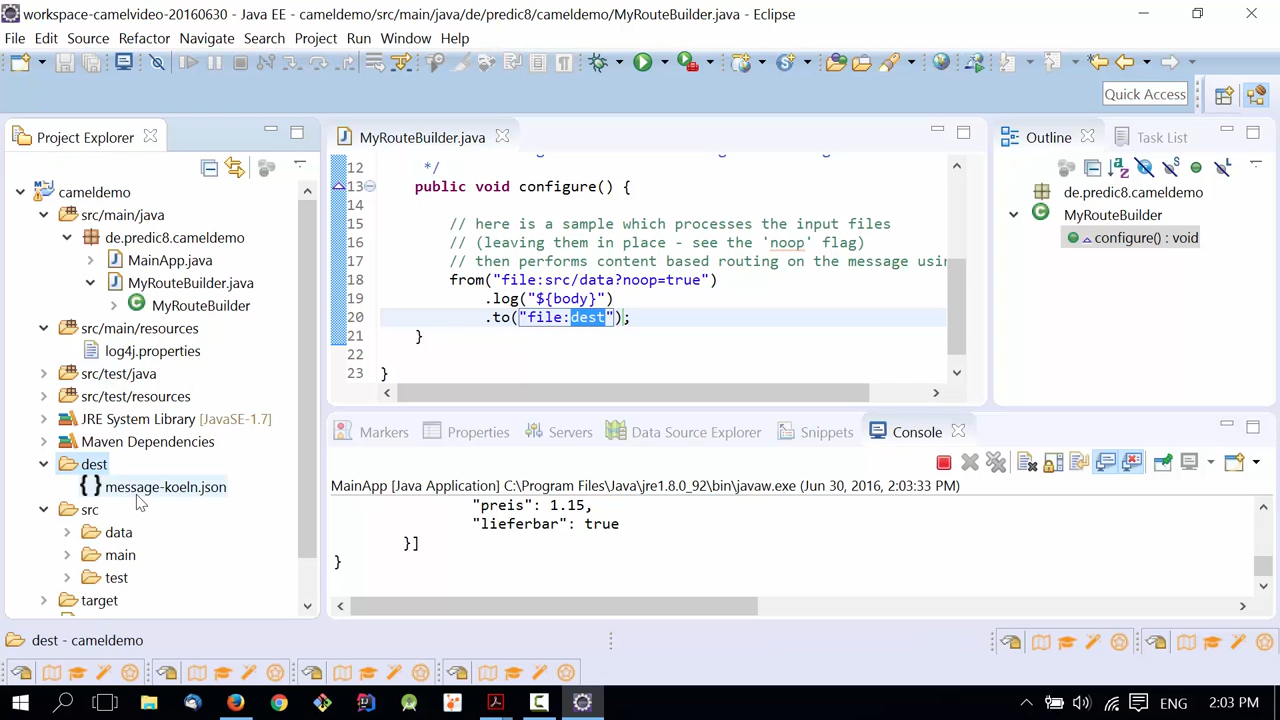 workspace-camelvideo-20160630 - Java EE - cameldemo/src/main/java/de/predic8/cameldemo/MyRouteBuilder.java - Eclipse
File Edit Source Refactor Navigate Search Project Run Window Help
Quick Access
Project Explorer
cameldemo
src/main/java
de.predic8.cameldemo
MainApp.java
MyRouteBuilder.java
MyRouteBuilder
src/main/resources
log4j.properties
src/test/java
src/test/resources
JRE System Library [JavaSE-1.7]
Maven Dependencies
dest
message-koeln.json
src
data
main
test
target
MyRouteBuilder.java
12 */
13 public void configure() {
14
15 // here is a sample which processes the input files
16 // (leaving them in place - see the 'noop' flag)
17 // then performs content based routing on the message usin
18 from("file:src/data?noop=true")
19 .log("${body}")
20 .to("file:dest");
21 }
22
23 }
Outline Task List
de.predic8.cameldemo
MyRouteBuilder
configure() : void
Markers Properties Servers Data Source Explorer Snippets Console
MainApp [Java Application] C:\Program Files\Java\jre1.8.0_92\bin\javaw.exe (Jun 30, 2016, 2:03:33 PM)
"preis": 1.15,
"lieferbar": true
}]
}
dest - cameldemo
ENG 2:03 PM